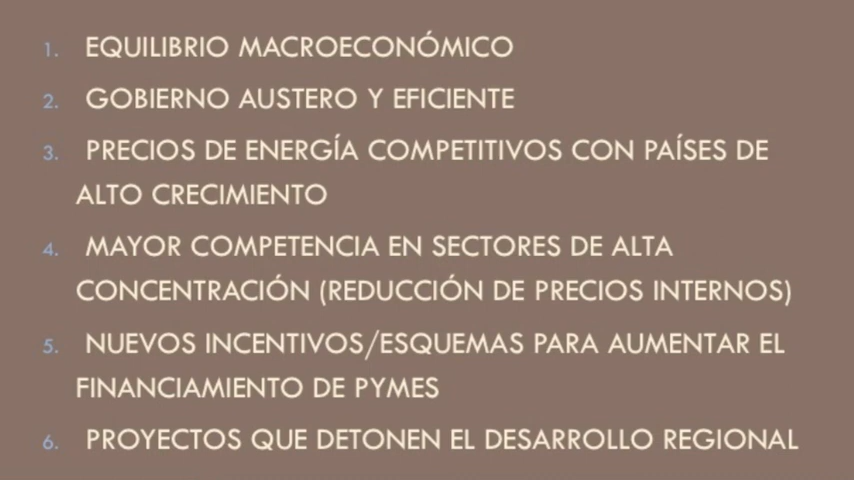 1. EQUILIBRIO MACROECONÓMICO
2. GOBIERNO AUSTERO Y EFICIENTE
3. PRECIOS DE ENERGÍA COMPETITIVOS CON PAÍSES DE
ALTO CRECIMIENTO
4. MAYOR COMPETENCIA EN SECTORES DE ALTA
CONCENTRACIÓN (REDUCCIÓN DE PRECIOS INTERNOS)
5. NUEVOS INCENTIVOS/ESQUEMAS PARA AUMENTAR EL
FINANCIAMIENTO DE PYMES
6. PROYECTOS QUE DETONEN EL DESARROLLO REGIONAL